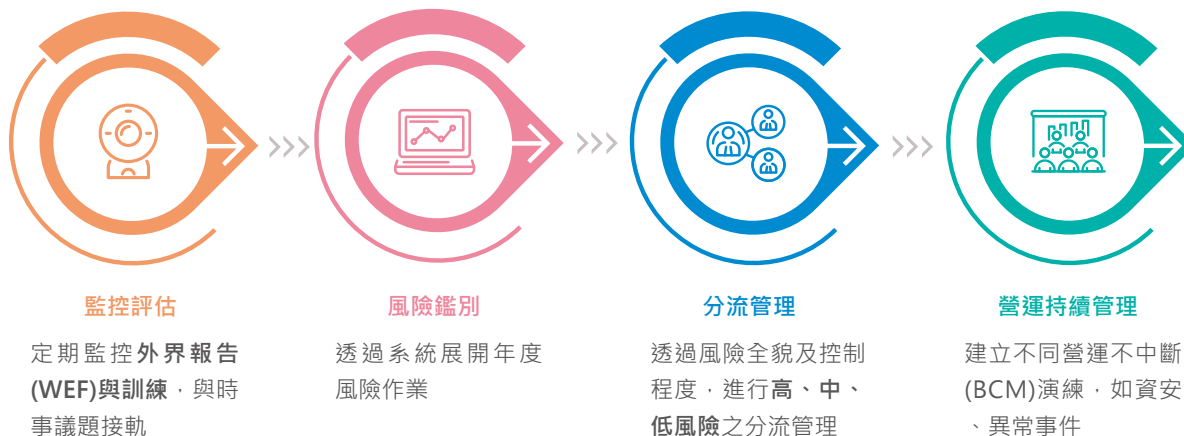 監控評估
定期監控外界報告
(WEF)與訓練，與時
事議題接軌
風險鑑別
透過系統展開年度
風險作業
分流管理
透過風險全貌及控制
程度，進行高、中、
低風險之分流管理
營運持續管理
建立不同營運不中斷
(BCM)演練，如資安
、異常事件